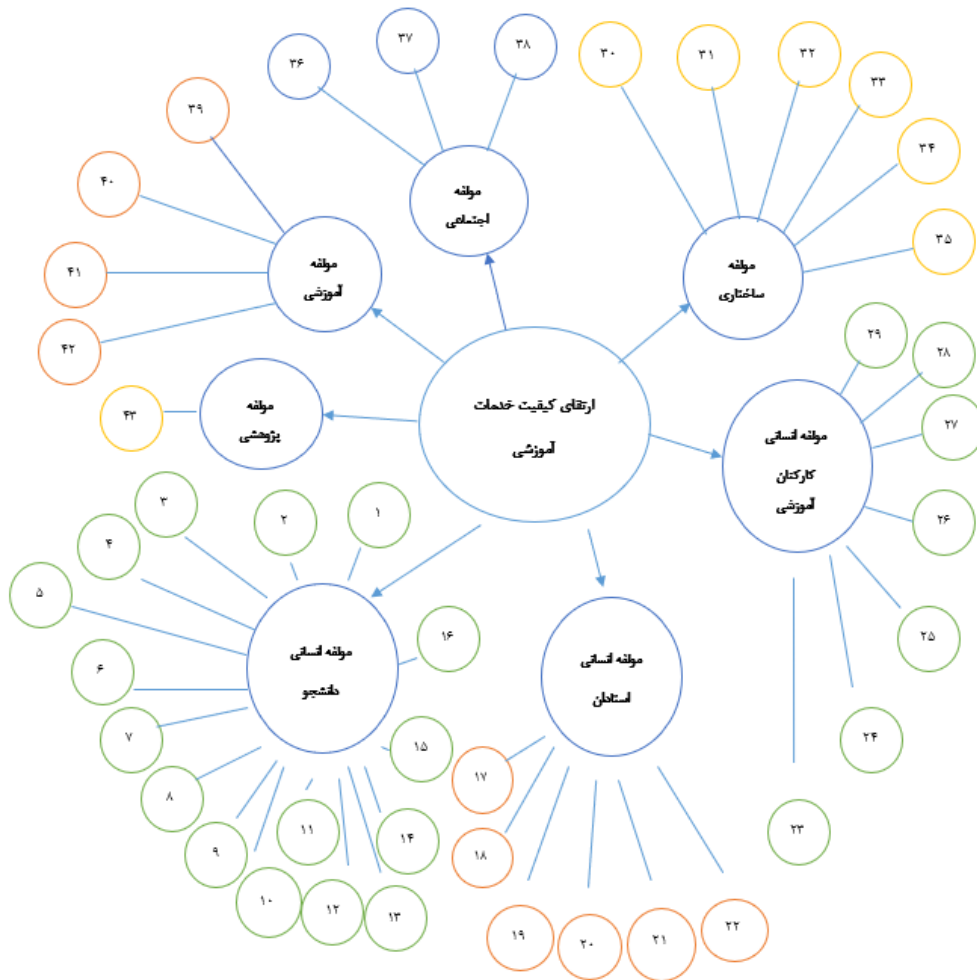 ۳۸
۳۷
۳۶
۳۰
۳۱
۳۲
۳۳
۳۴
۳۵
۳۹
۴۰
۴۱
۴۲
مولفه
اجتماعی
مولفه
آموزشی
مولفه
ساختاری
ارتقای کیفیت خدمات
آموزشی
مولفه
پژوهشی
۴۳
مولفه انسانی
کارکتان
آموزشی
۲۹
۲۸
۲۷
۲۶
۲۵
۲۴
۲۳
مولفه انسانی
دانشجو
۱
۲
۳
۴
۵
۶
۷
۸
۹
۱۰
۱۱
۱۲
۱۳
۱۴
۱۵
۱۶
مولفه انسانی
استادان
۱۷
۱۸
۱۹
۲۰
۲۱
۲۲